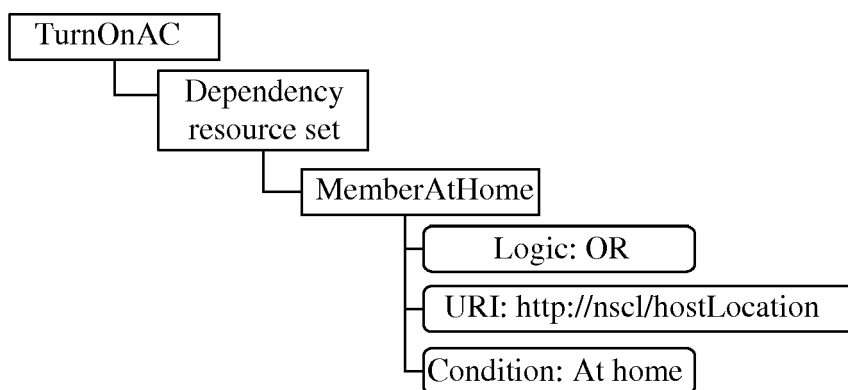 TurnOnAC
Dependency
resource set
MemberAtHome
Logic: OR
URI: http://nscl/hostLocation
Condition: At home